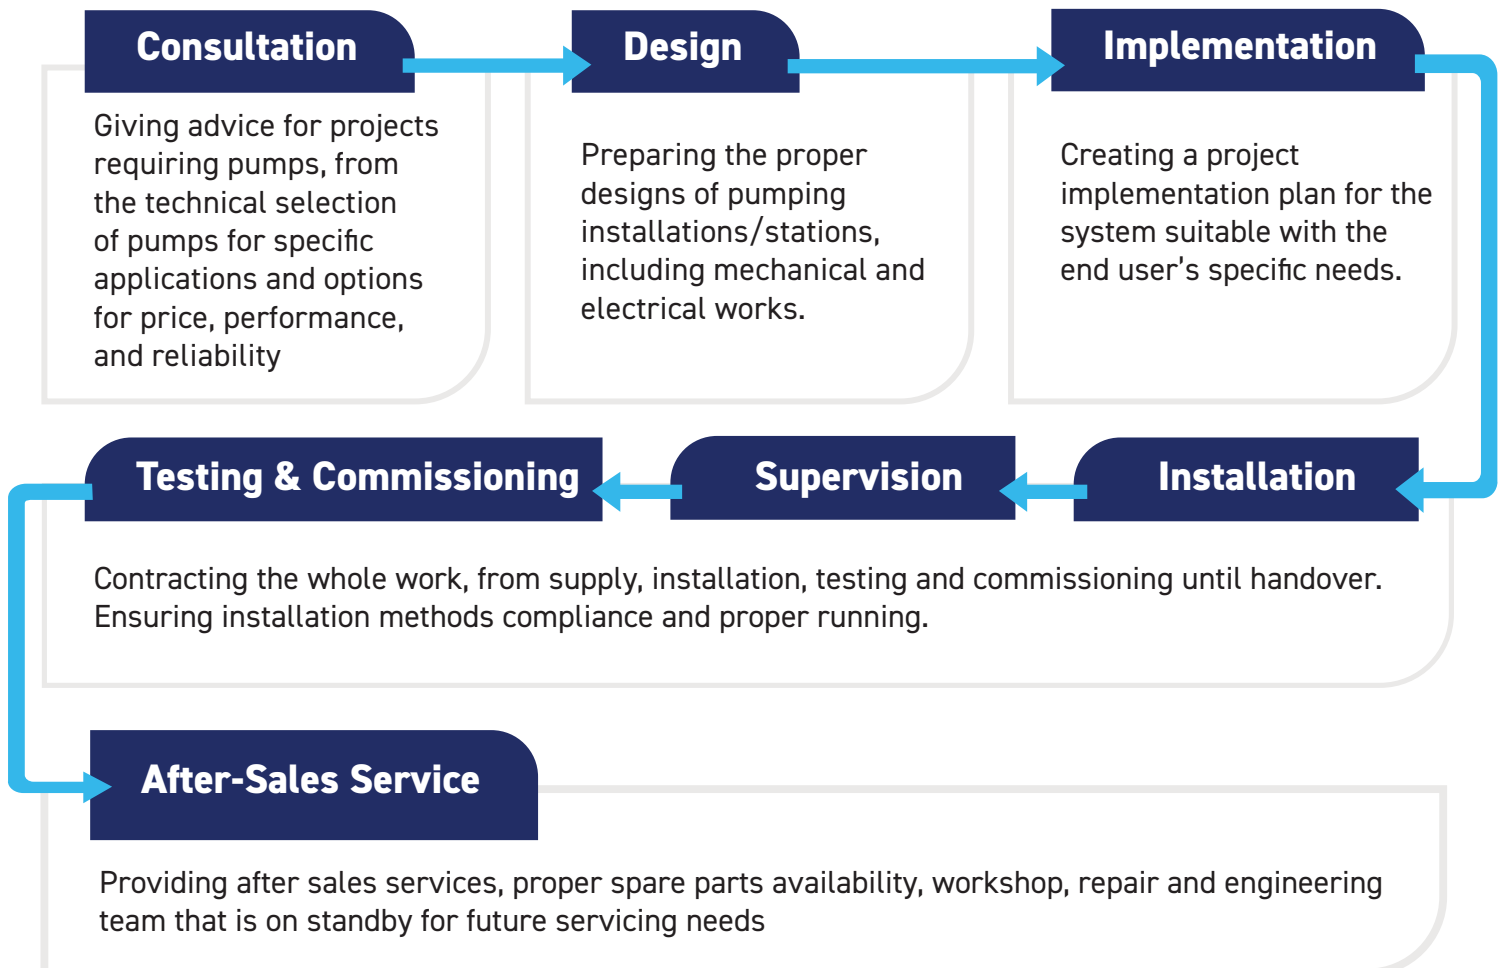 Consultation
Giving advice for projects
requiring pumps, from
the technical selection
of pumps for specific
applications and options
for price, performance,
and reliability
Design
Preparing the proper
designs of pumping
installations/stations,
including mechanical and
electrical works.
Implementation
Creating a project
implementation plan for the
system suitable with the
end user’s specific needs.
Installation
Supervision
Testing & Commissioning
Contracting the whole work, from supply, installation, testing and commissioning until handover.
Ensuring installation methods compliance and proper running.
After-Sales Service
Providing after sales services, proper spare parts availability, workshop, repair and engineering
team that is on standby for future servicing needs